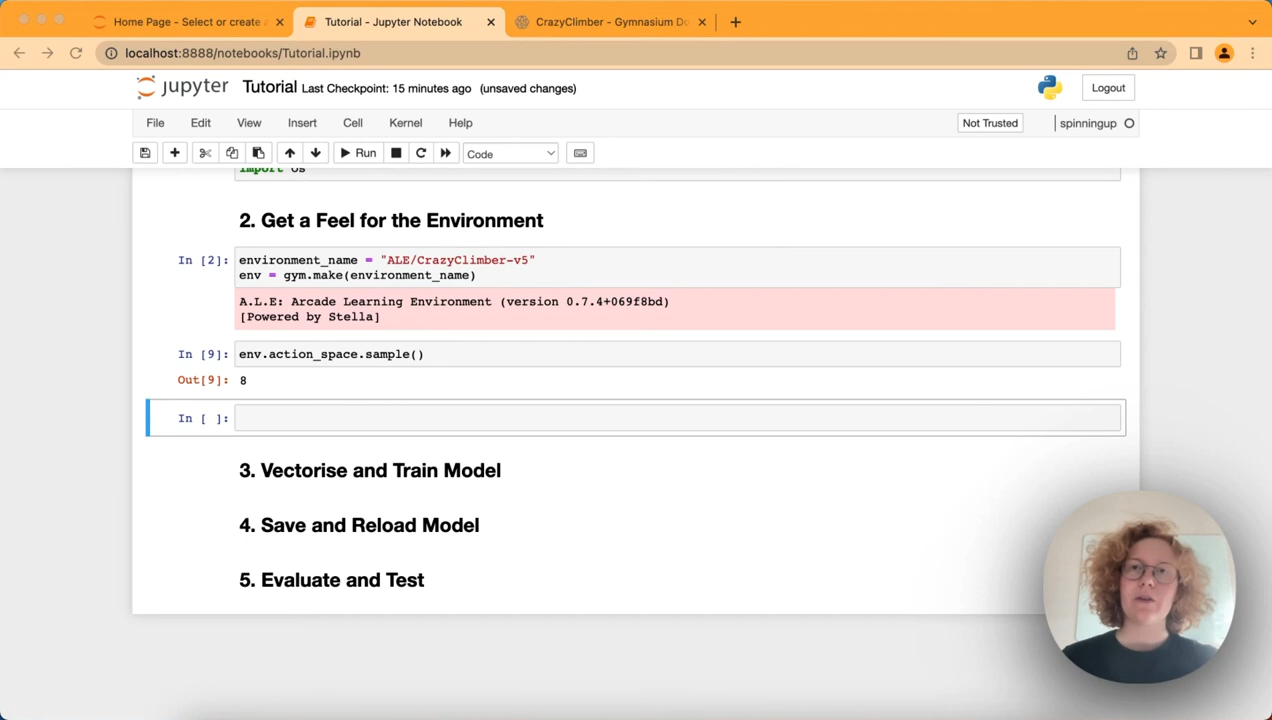 Home Page - Select or create a
Tutorial - Jupyter Notebook
CrazyClimber - Gymnasium Do
localhost:8888/notebooks/Tutorial.ipynb
jupyter Tutorial Last Checkpoint: 15 minutes ago (unsaved changes)
Logout
File Edit View Insert Cell Kernel Help
Not Trusted
spinningup
Run
Code
import os
2. Get a Feel for the Environment
In [2]: environment_name = "ALE/CrazyClimber-v5"
env = gym.make(environment_name)
A.L.E: Arcade Learning Environment (version 0.7.4+069f8bd)
[Powered by Stella]
In [9]: env.action_space.sample()
Out[9]: 8
In [ ]:
3. Vectorise and Train Model
4. Save and Reload Model
5. Evaluate and Test